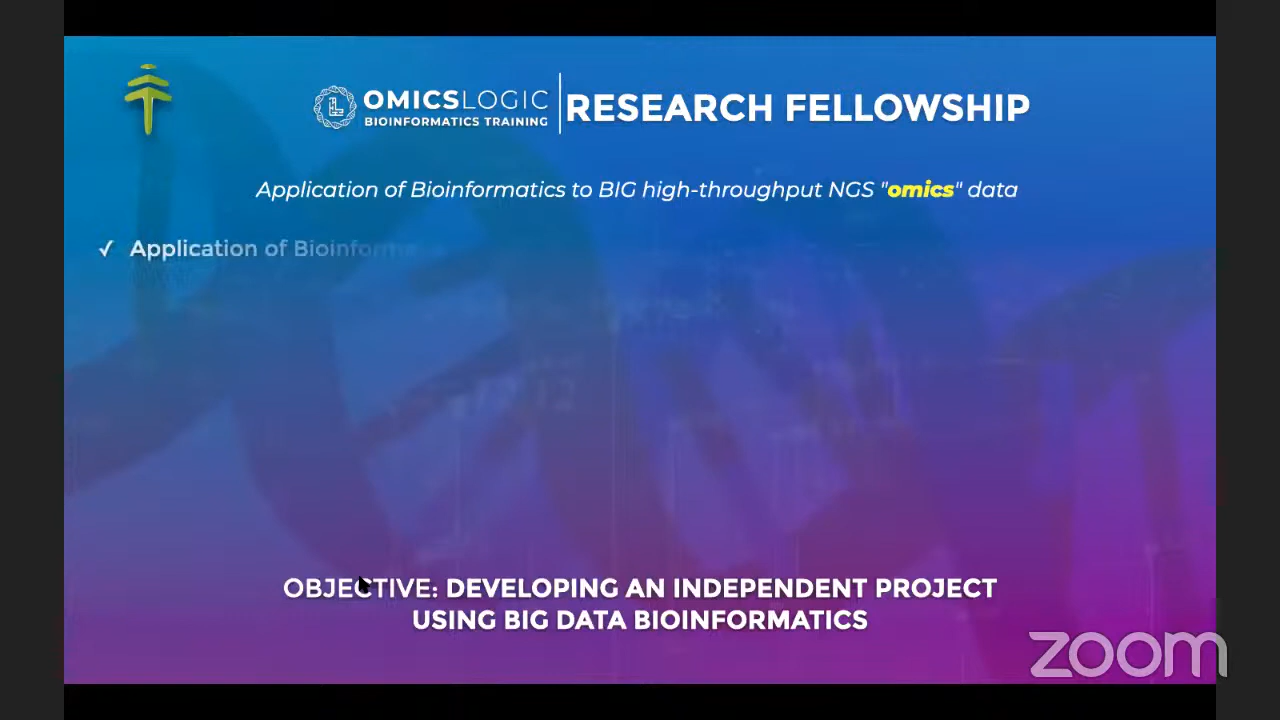 OMICSLOGIC
BIOINFORMATICS TRAINING
RESEARCH FELLOWSHIP
Application of Bioinformatics to BIG high-throughput NGS "omics" data
✓ Application of Bioinforma
OBJECTIVE: DEVELOPING AN INDEPENDENT PROJECT
USING BIG DATA BIOINFORMATICS
zoom